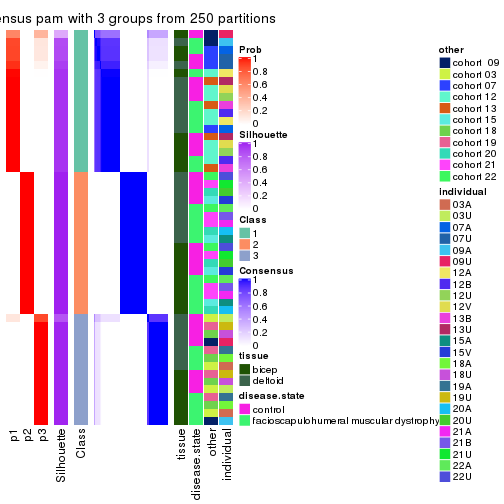 ensus pam with 3 groups from 250 partitions
Prob
1
0.8
0.6
0.4
0.2
0
Silhouette
1
0.8
0.6
0.4
0.2
0
Class
1
2
3
Consensus
1
0.8
0.6
0.4
0.2
0
tissue
bicep
deltoid
disease.state
control
facioscapulohumeral muscular dystrophy
other
cohort 09
cohort 03
cohort 07
cohort 12
cohort 13
cohort 15
cohort 18
cohort 19
cohort 20
cohort 21
cohort 22
individual
03A
03U
07A
07U
09A
09U
12A
12B
12U
12V
13B
13U
15A
15V
18A
18U
19A
19U
20A
20U
21A
21B
21U
22A
22U
p1
p2
p3
Silhouette
Class
tissue
disease.state
other
individual